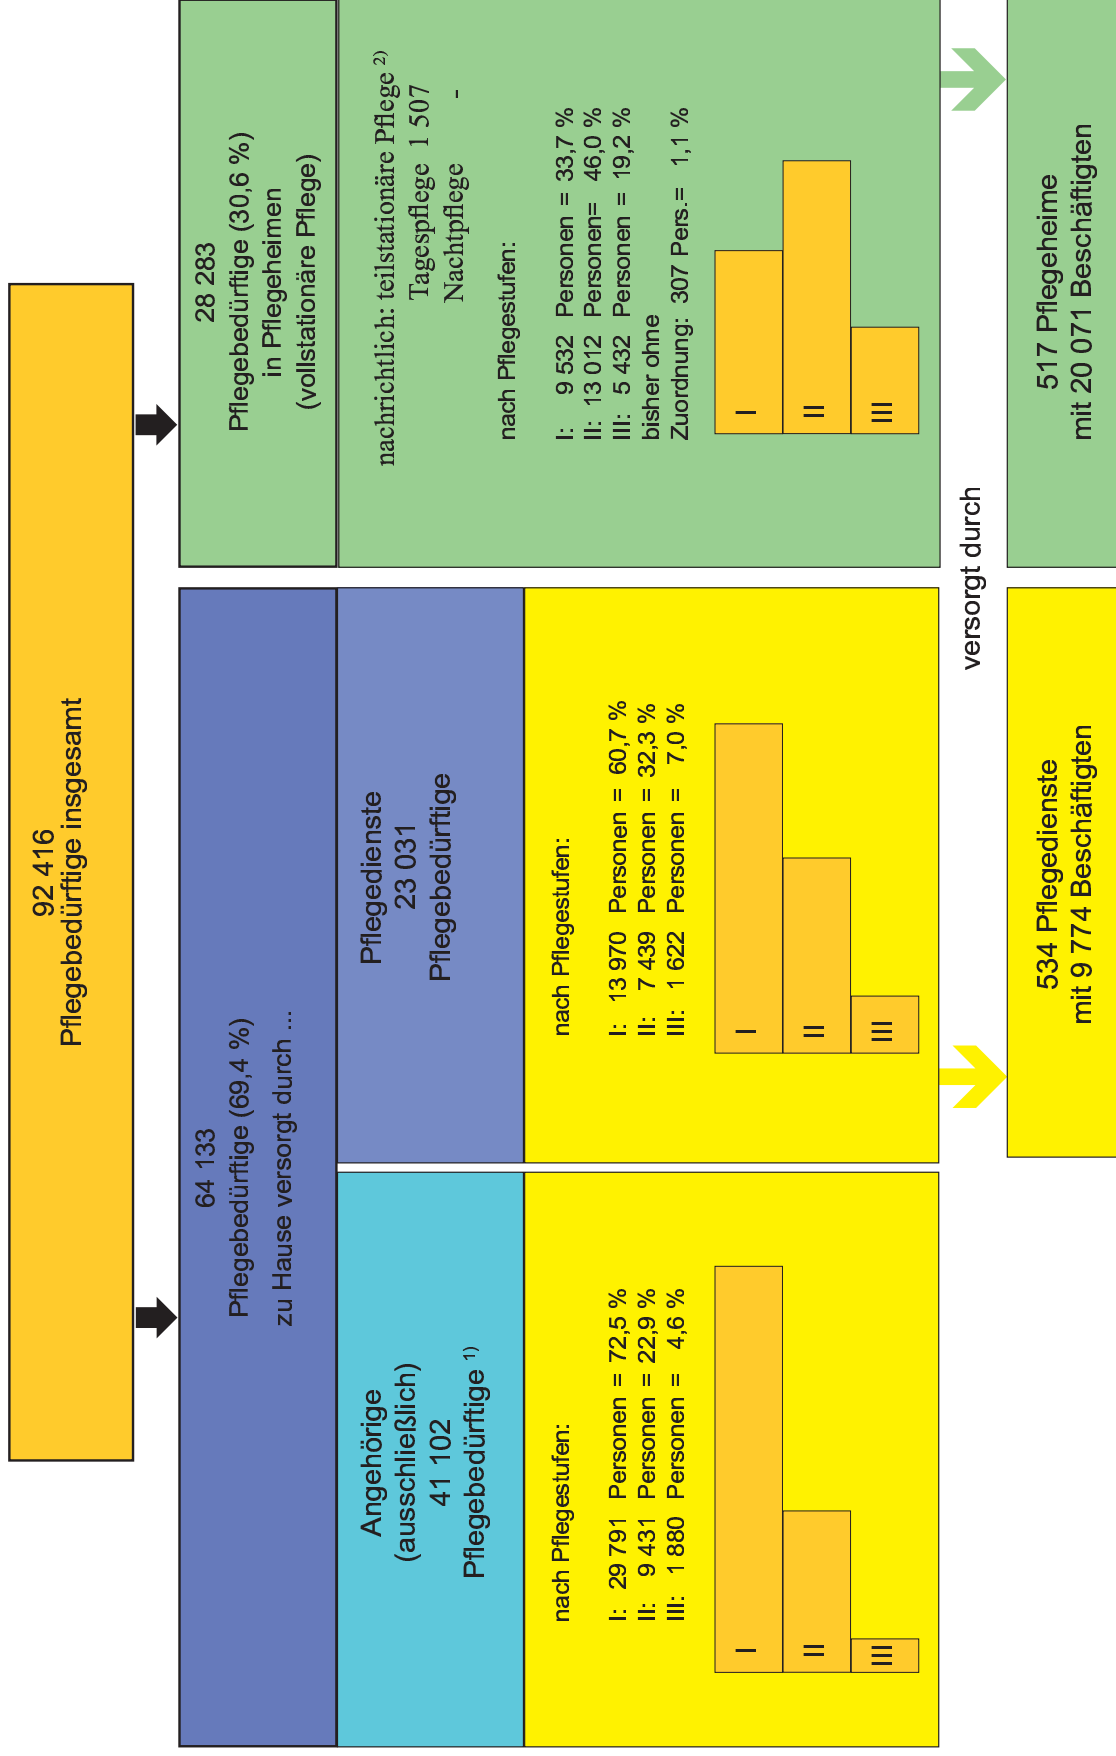 92 416
Pflegebedürftige insgesamt
64 133
Pflegebedürftige (69,4 %)
zu Hause versorgt durch ...
28 283
Pflegebedürftige (30,6 %)
in Pflegeheimen
(vollstationäre Pflege)
Angehörige
(ausschließlich)
41 102
Pflegebedürftige 1)
nach Pflegestufen:
I: 29 791 Personen = 72,5 %
II: 9 431 Personen = 22,9 %
III: 1 880 Personen = 4,6 %
I
II
III
Pflegedienste
23 031
Pflegebedürftige
nach Pflegestufen:
I: 13 970 Personen = 60,7 %
II: 7 439 Personen = 32,3 %
III: 1 622 Personen = 7,0 %
I
II
III
nachrichtlich: teilstationäre Pflege 2)
Tagespflege 1 507
Nachtpflege -
nach Pflegestufen:
I: 9 532 Personen = 33,7 %
II: 13 012 Personen= 46,0 %
III: 5 432 Personen = 19,2 %
bisher ohne
Zuordnung: 307 Pers.= 1,1 %
I
II
III
versorgt durch
534 Pflegedienste
mit 9 774 Beschäftigten
517 Pflegeheime
mit 20 071 Beschäftigten